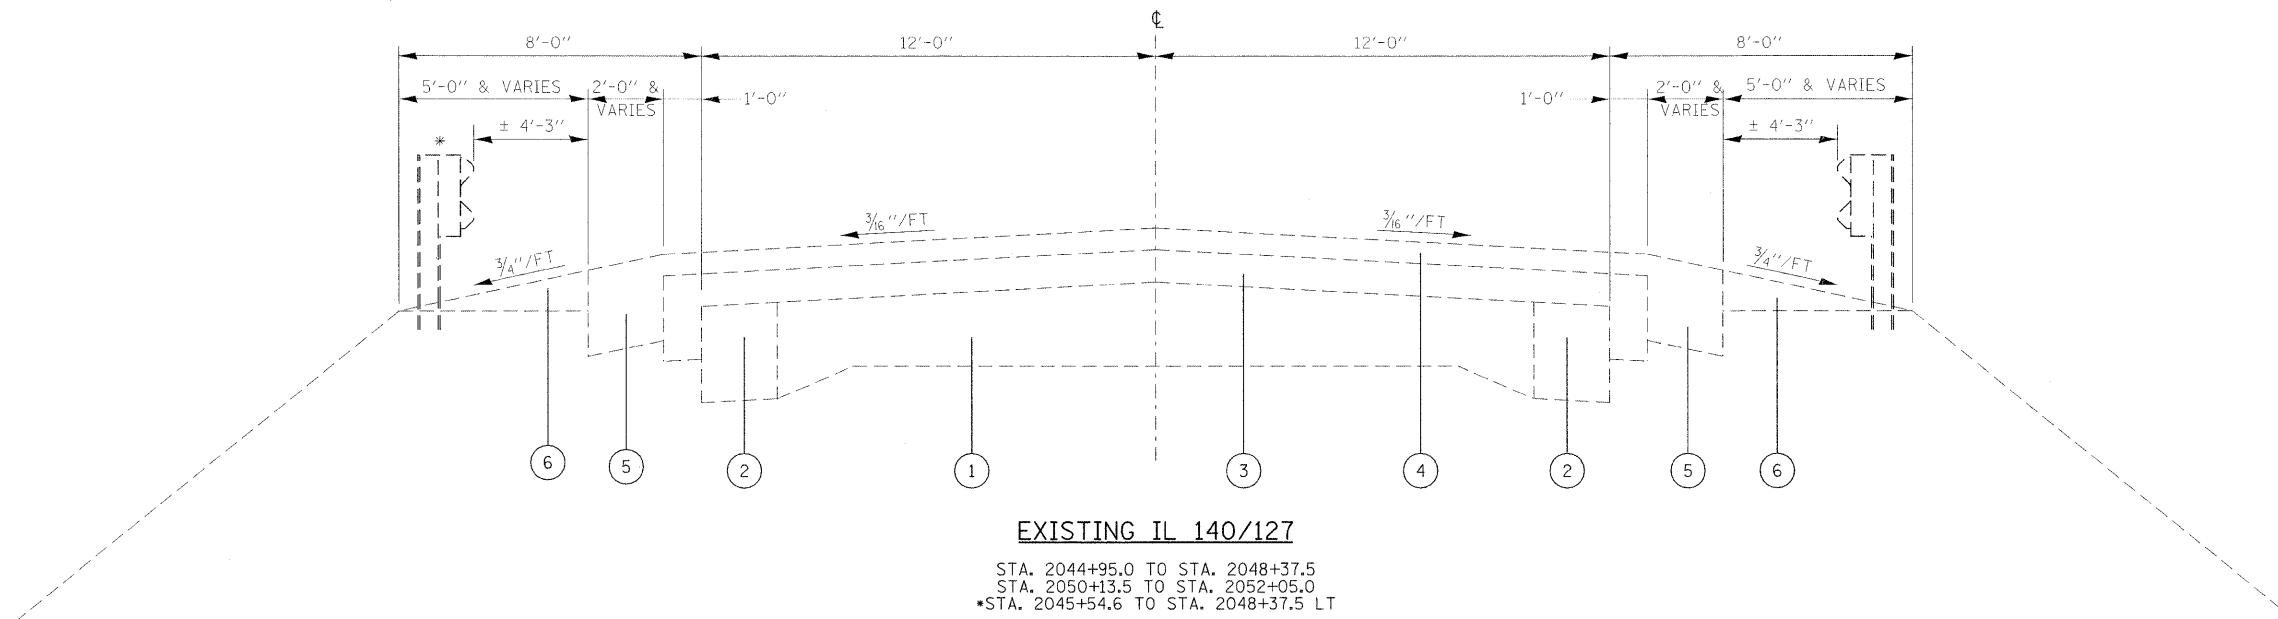 ℄
8'-0" 12'-0" 12'-0" 8'-0"
5'-0" & VARIES 2'-0" & 1'-0" 1'-0" 2'-0" & 5'-0" & VARIES
VARIES VARIES
± 4'-3" ± 4'-3"
*
3/16"/FT 3/16"/FT
3/4"/FT 3/4"/FT
6 5 2 1 3 4 2 5 6
EXISTING IL 140/127
STA. 2044+95.0 TO STA. 2048+37.5
STA. 2050+13.5 TO STA. 2052+05.0
*STA. 2045+54.6 TO STA. 2048+37.5 LT